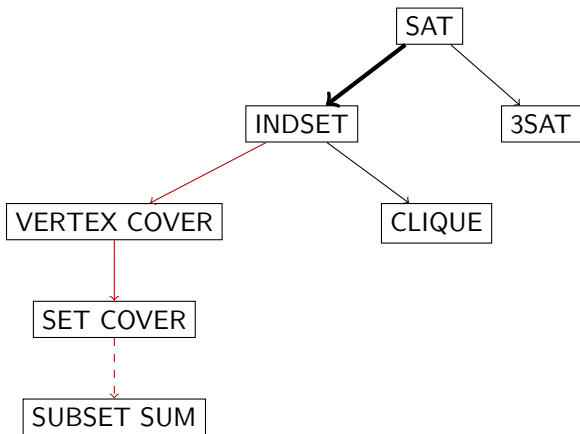 SAT
INDSET
3SAT
VERTEX COVER
CLIQUE
SET COVER
SUBSET SUM